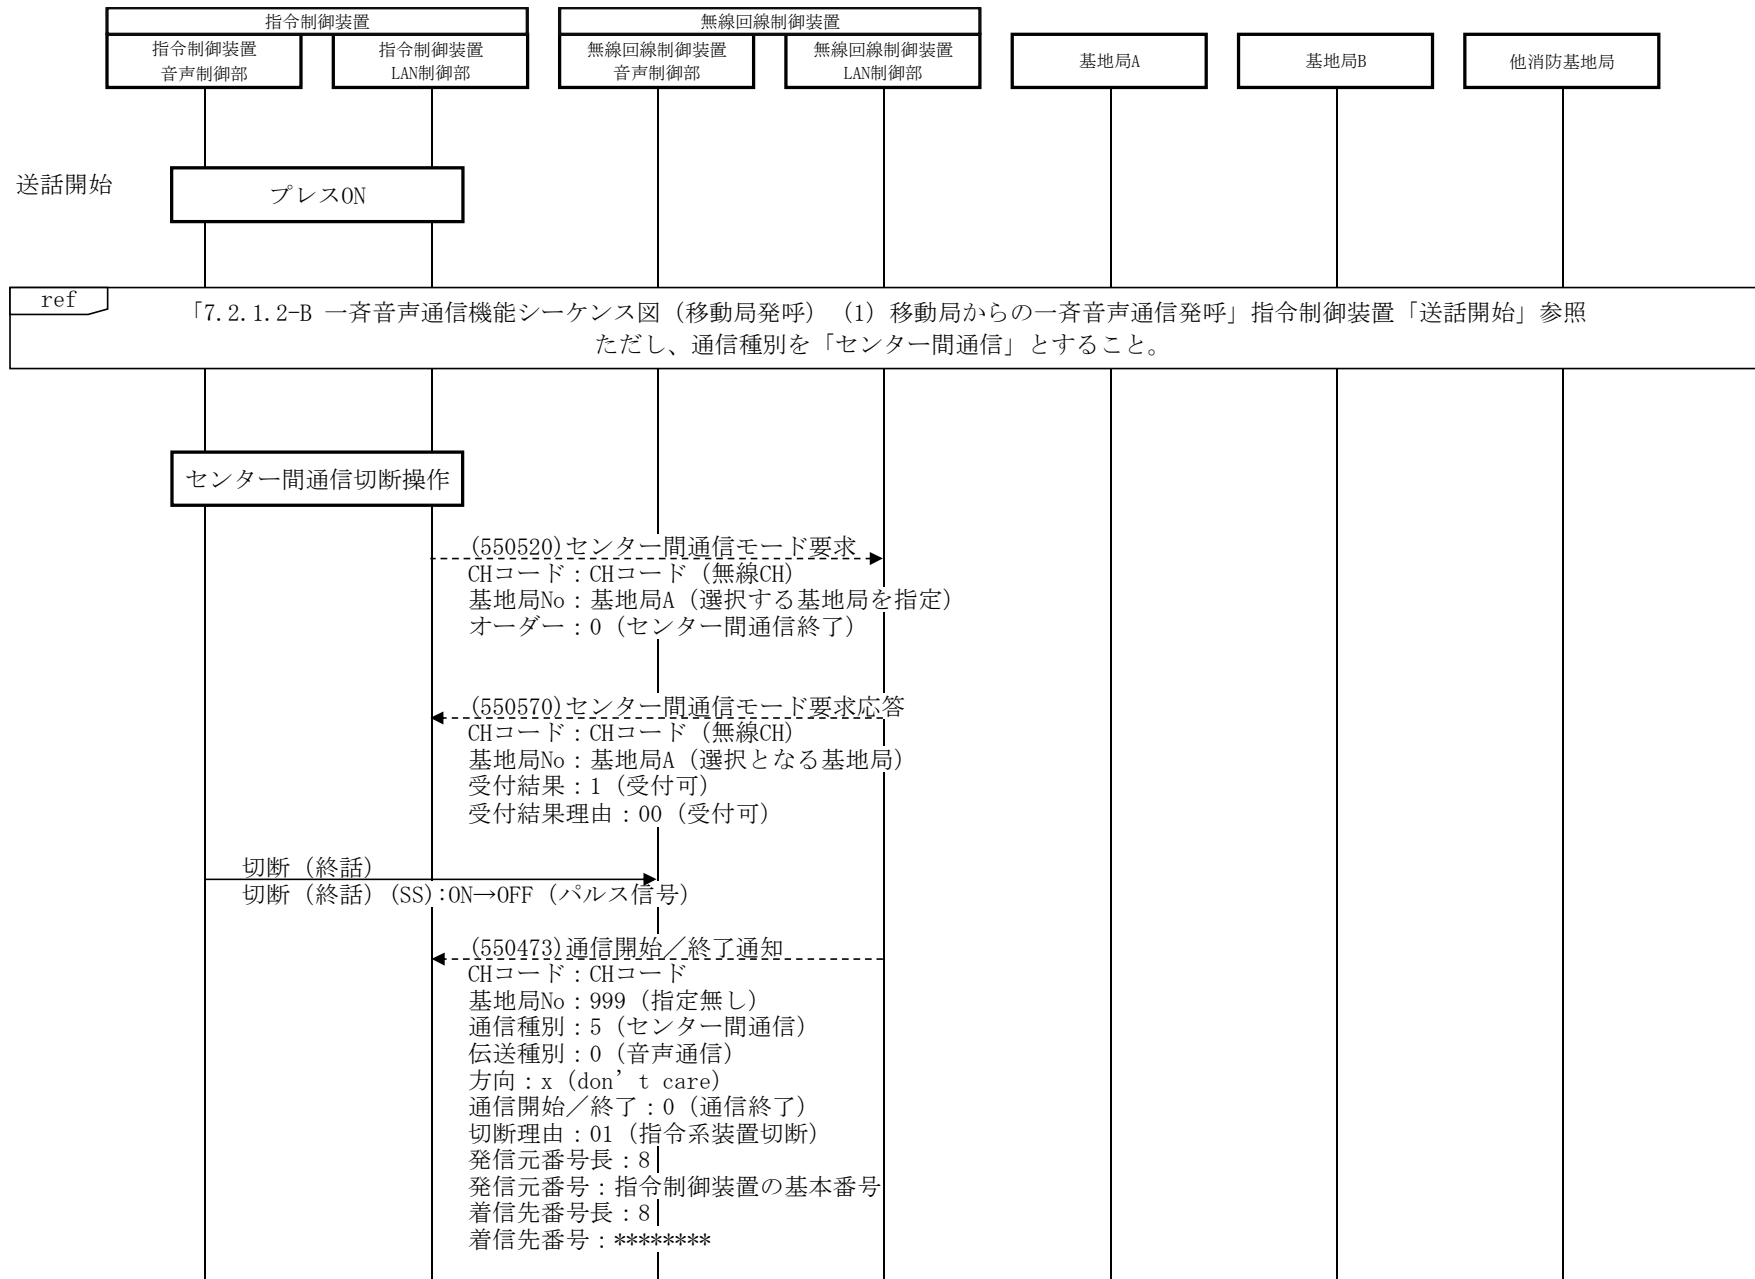 指令制御装置
無線回線制御装置
指令制御装置
音声制御部
指令制御装置
LAN制御部
無線回線制御装置
音声制御部
無線回線制御装置
LAN制御部
基地局A
基地局B
他消防基地局
送話開始
プレスON
ref
「7.2.1.2-B 一斉音声通信機能シーケンス図（移動局発呼）（1）移動局からの一斉音声通信発呼」指令制御装置「送話開始」参照
ただし、通信種別を「センター間通信」とすること。
センター間通信切断操作
(550520)センター間通信モード要求
CHコード：CHコード（無線CH）
基地局No：基地局A（選択する基地局を指定）
オーダー：0（センター間通信終了）
(550570)センター間通信モード要求応答
CHコード：CHコード（無線CH）
基地局No：基地局A（選択となる基地局）
受付結果：1（受付可）
受付結果理由：00（受付可）
切断（終話）
切断（終話）(SS)：ON→OFF（パルス信号）
(550473)通信開始／終了通知
CHコード：CHコード
基地局No：999（指定無し）
通信種別：5（センター間通信）
伝送種別：0（音声通信）
方向：x（don’t care）
通信開始／終了：0（通信終了）
切断理由：01（指令系装置切断）
発信元番号長：8
発信元番号：指令制御装置の基本番号
着信先番号長：8
着信先番号：********